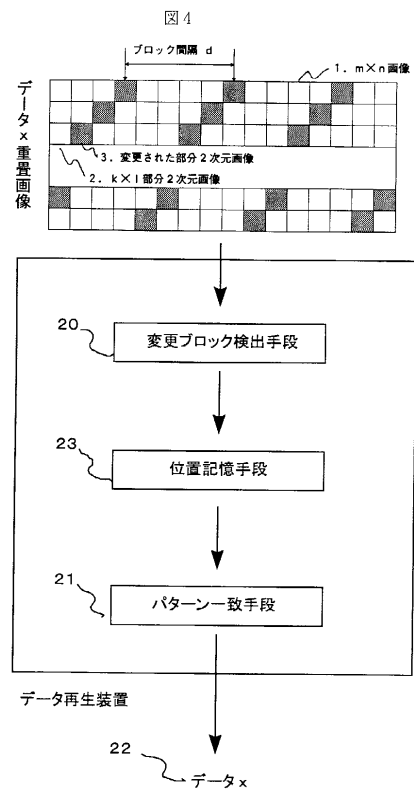 図4
ブロック間隔 d
1. m×n画像
データx重畳画像
3. 変更された部分2次元画像
2. k×l部分2次元画像
20
変更ブロック検出手段
23
位置記憶手段
21
パターン一致手段
データ再生装置
22
データx